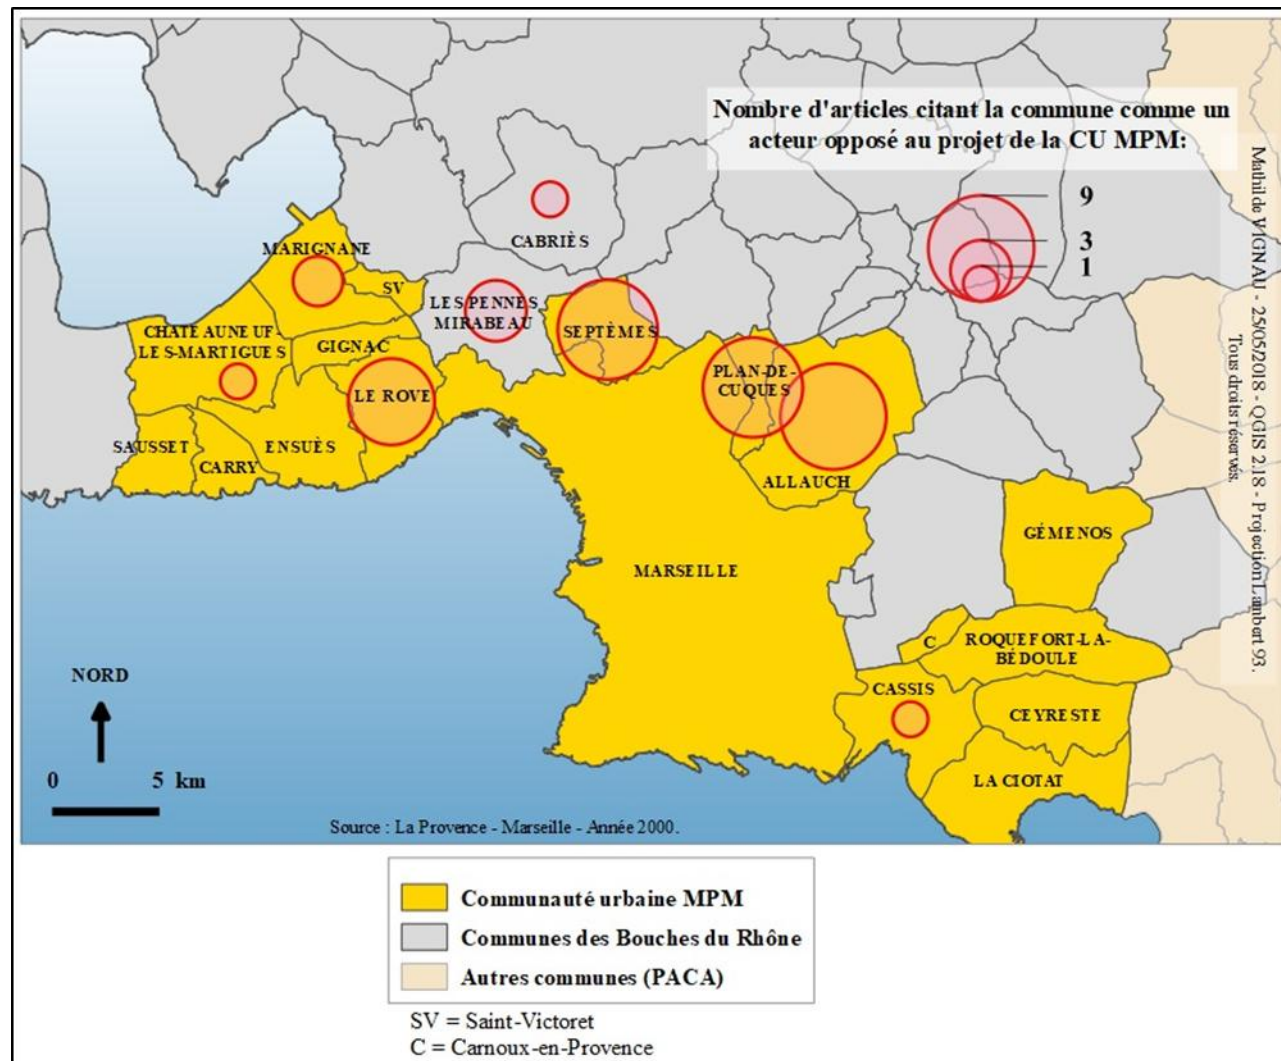 Nombre d'articles citant la commune comme un
acteur opposé au projet de la CU MPM:
9
3
1
Mathilde VIGNAU - 25/05/2018 - QGIS 2.18 - Projection Lambert 93.
Tous droits réservés.
CABRIÈS
MARIGNANE
SV
LES PENNES
MIRABEAU
SEPTÈMES
CHATEAUNEUF-
LES-MARTIGUES
GIGNAC
PLAN-DE-
CUQUES
LE ROVE
SAUSSET
CARRY
ENSUÈS
ALLAUCH
GÉMENOS
MARSEILLE
C
ROQUEFORT-LA-
BÉDOULE
CASSIS
CEYRESTE
LA CIOTAT
NORD
0 5 km
Source : La Provence - Marseille - Année 2000.
Communauté urbaine MPM
Communes des Bouches du Rhône
Autres communes (PACA)
SV = Saint-Victoret
C = Carnoux-en-Provence